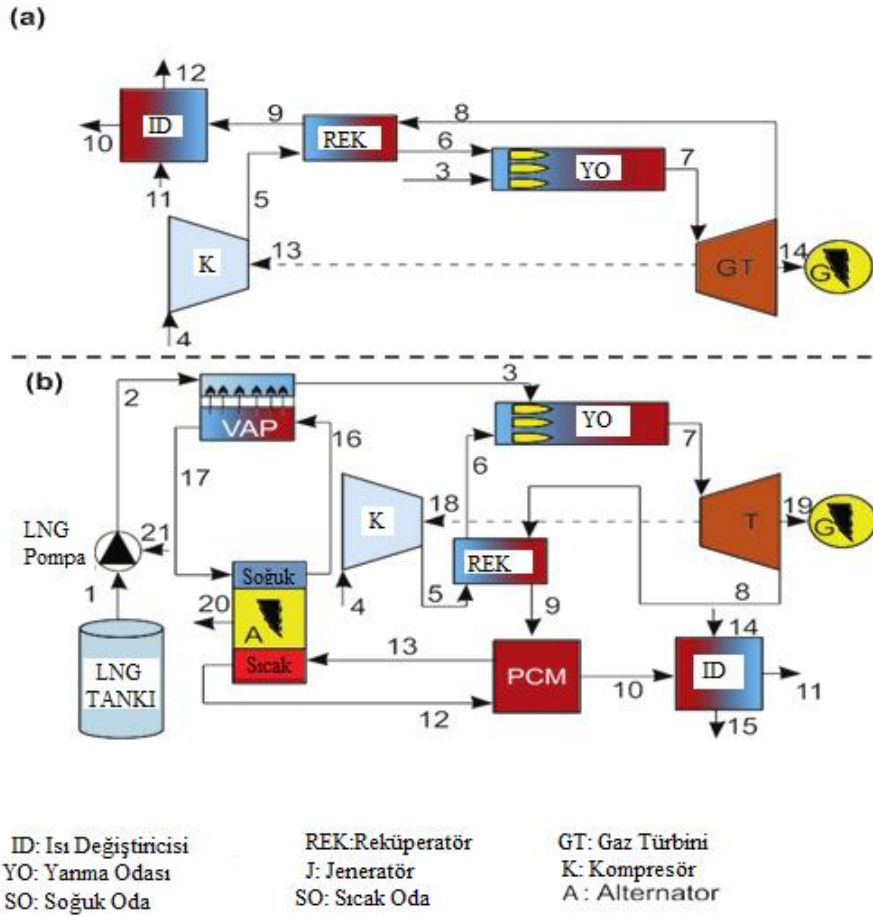 (a)
12
ID
9
8
10
REK
6
7
YO
3
11
5
K
13
14
GT
G
4
(b)
2
3
VAP
YO
16
7
6
17
K
18
19
T
G
LNG
Pompa
21
REK
Soğuk
1
20
4
5
8
A
9
14
13
LNG
TANKI
Sıcak
PCM
ID
10
11
12
15
ID: Isı Değiştiricisi
REK:Reküperatör
GT: Gaz Türbini
YO: Yanma Odası
J: Jeneratör
K: Kompresör
SO: Soğuk Oda
SO: Sıcak Oda
A: Alternator